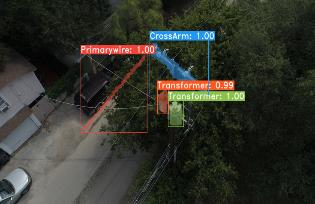 CrossArm: 1.00
Primarywire: 1.00
Transformer: 0.99
Transformer: 1.00